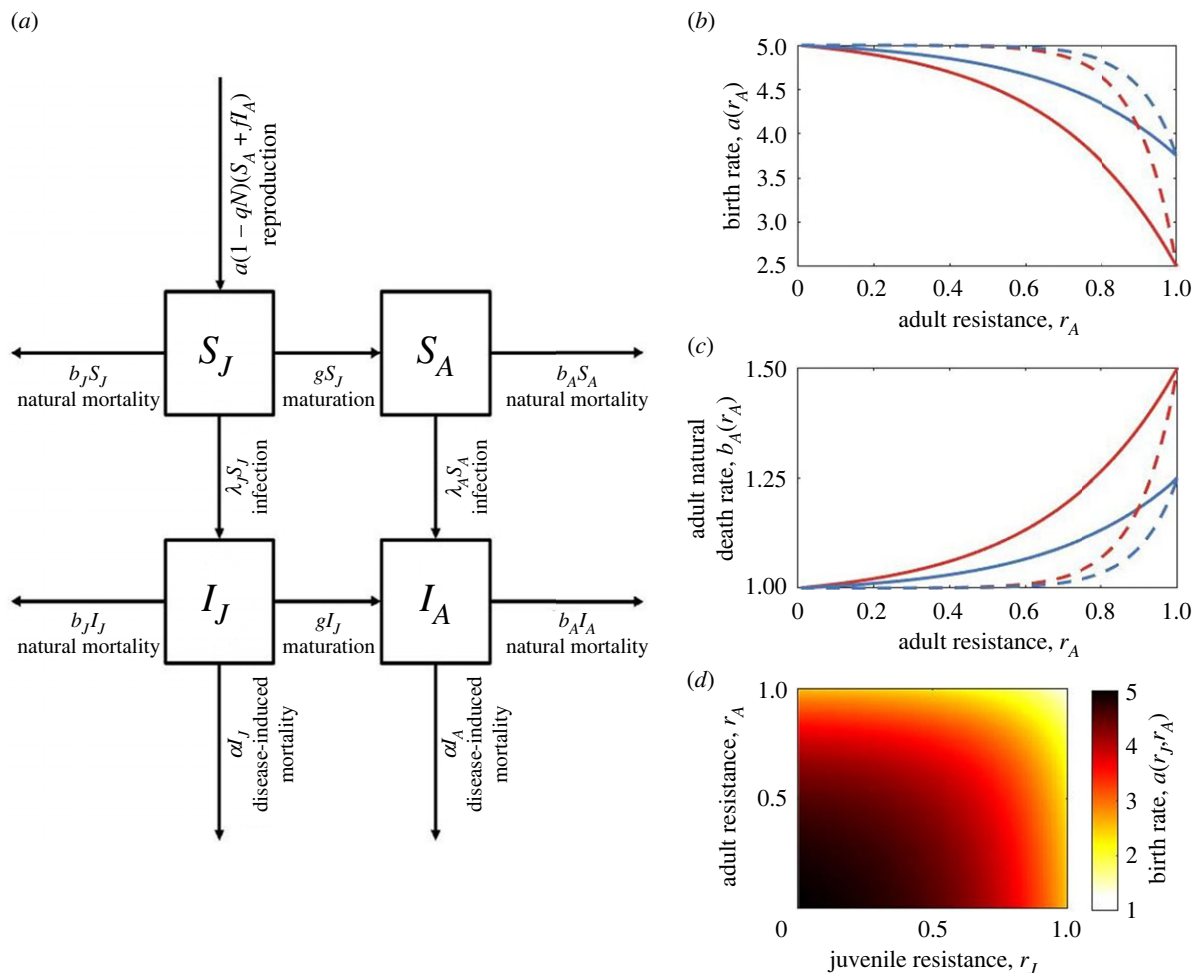 (a)
a(1 − qN)(S_A + fI_A)
reproduction
S_J
S_A
b_J S_J
natural mortality
gS_J
maturation
b_A S_A
natural mortality
λ_J S_J
infection
λ_A S_A
infection
I_J
I_A
b_J I_J
natural mortality
gI_J
maturation
b_A I_A
natural mortality
αI_J
disease-induced
mortality
αI_A
disease-induced
mortality
(b)
birth rate, a(r_A)
5.0
4.5
4.0
3.5
3.0
2.5
0 0.2 0.4 0.6 0.8 1.0
adult resistance, r_A
(c)
adult natural
death rate, b_A(r_A)
1.50
1.25
1.00
0 0.2 0.4 0.6 0.8 1.0
adult resistance, r_A
(d)
adult resistance, r_A
1.0
0.5
0 0.5 1.0
juvenile resistance, r_J
5
4
3
2
1
birth rate, a(r_J,r_A)